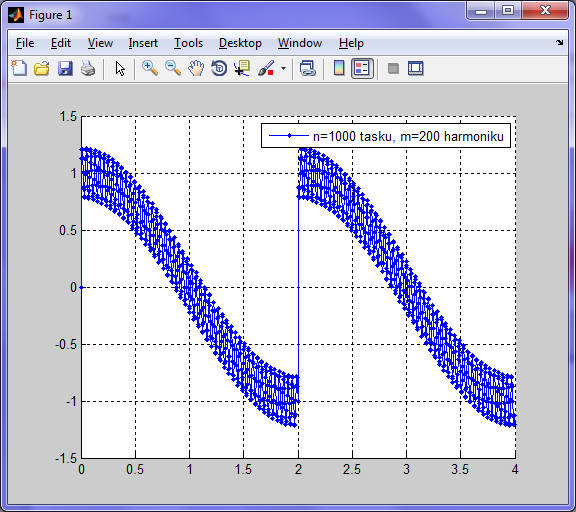 Figure 1
File Edit View Insert Tools Desktop Window Help
n=1000 tasku, m=200 harmoniku
1.5
1
0.5
0
-0.5
-1
-1.5
0 0.5 1 1.5 2 2.5 3 3.5 4